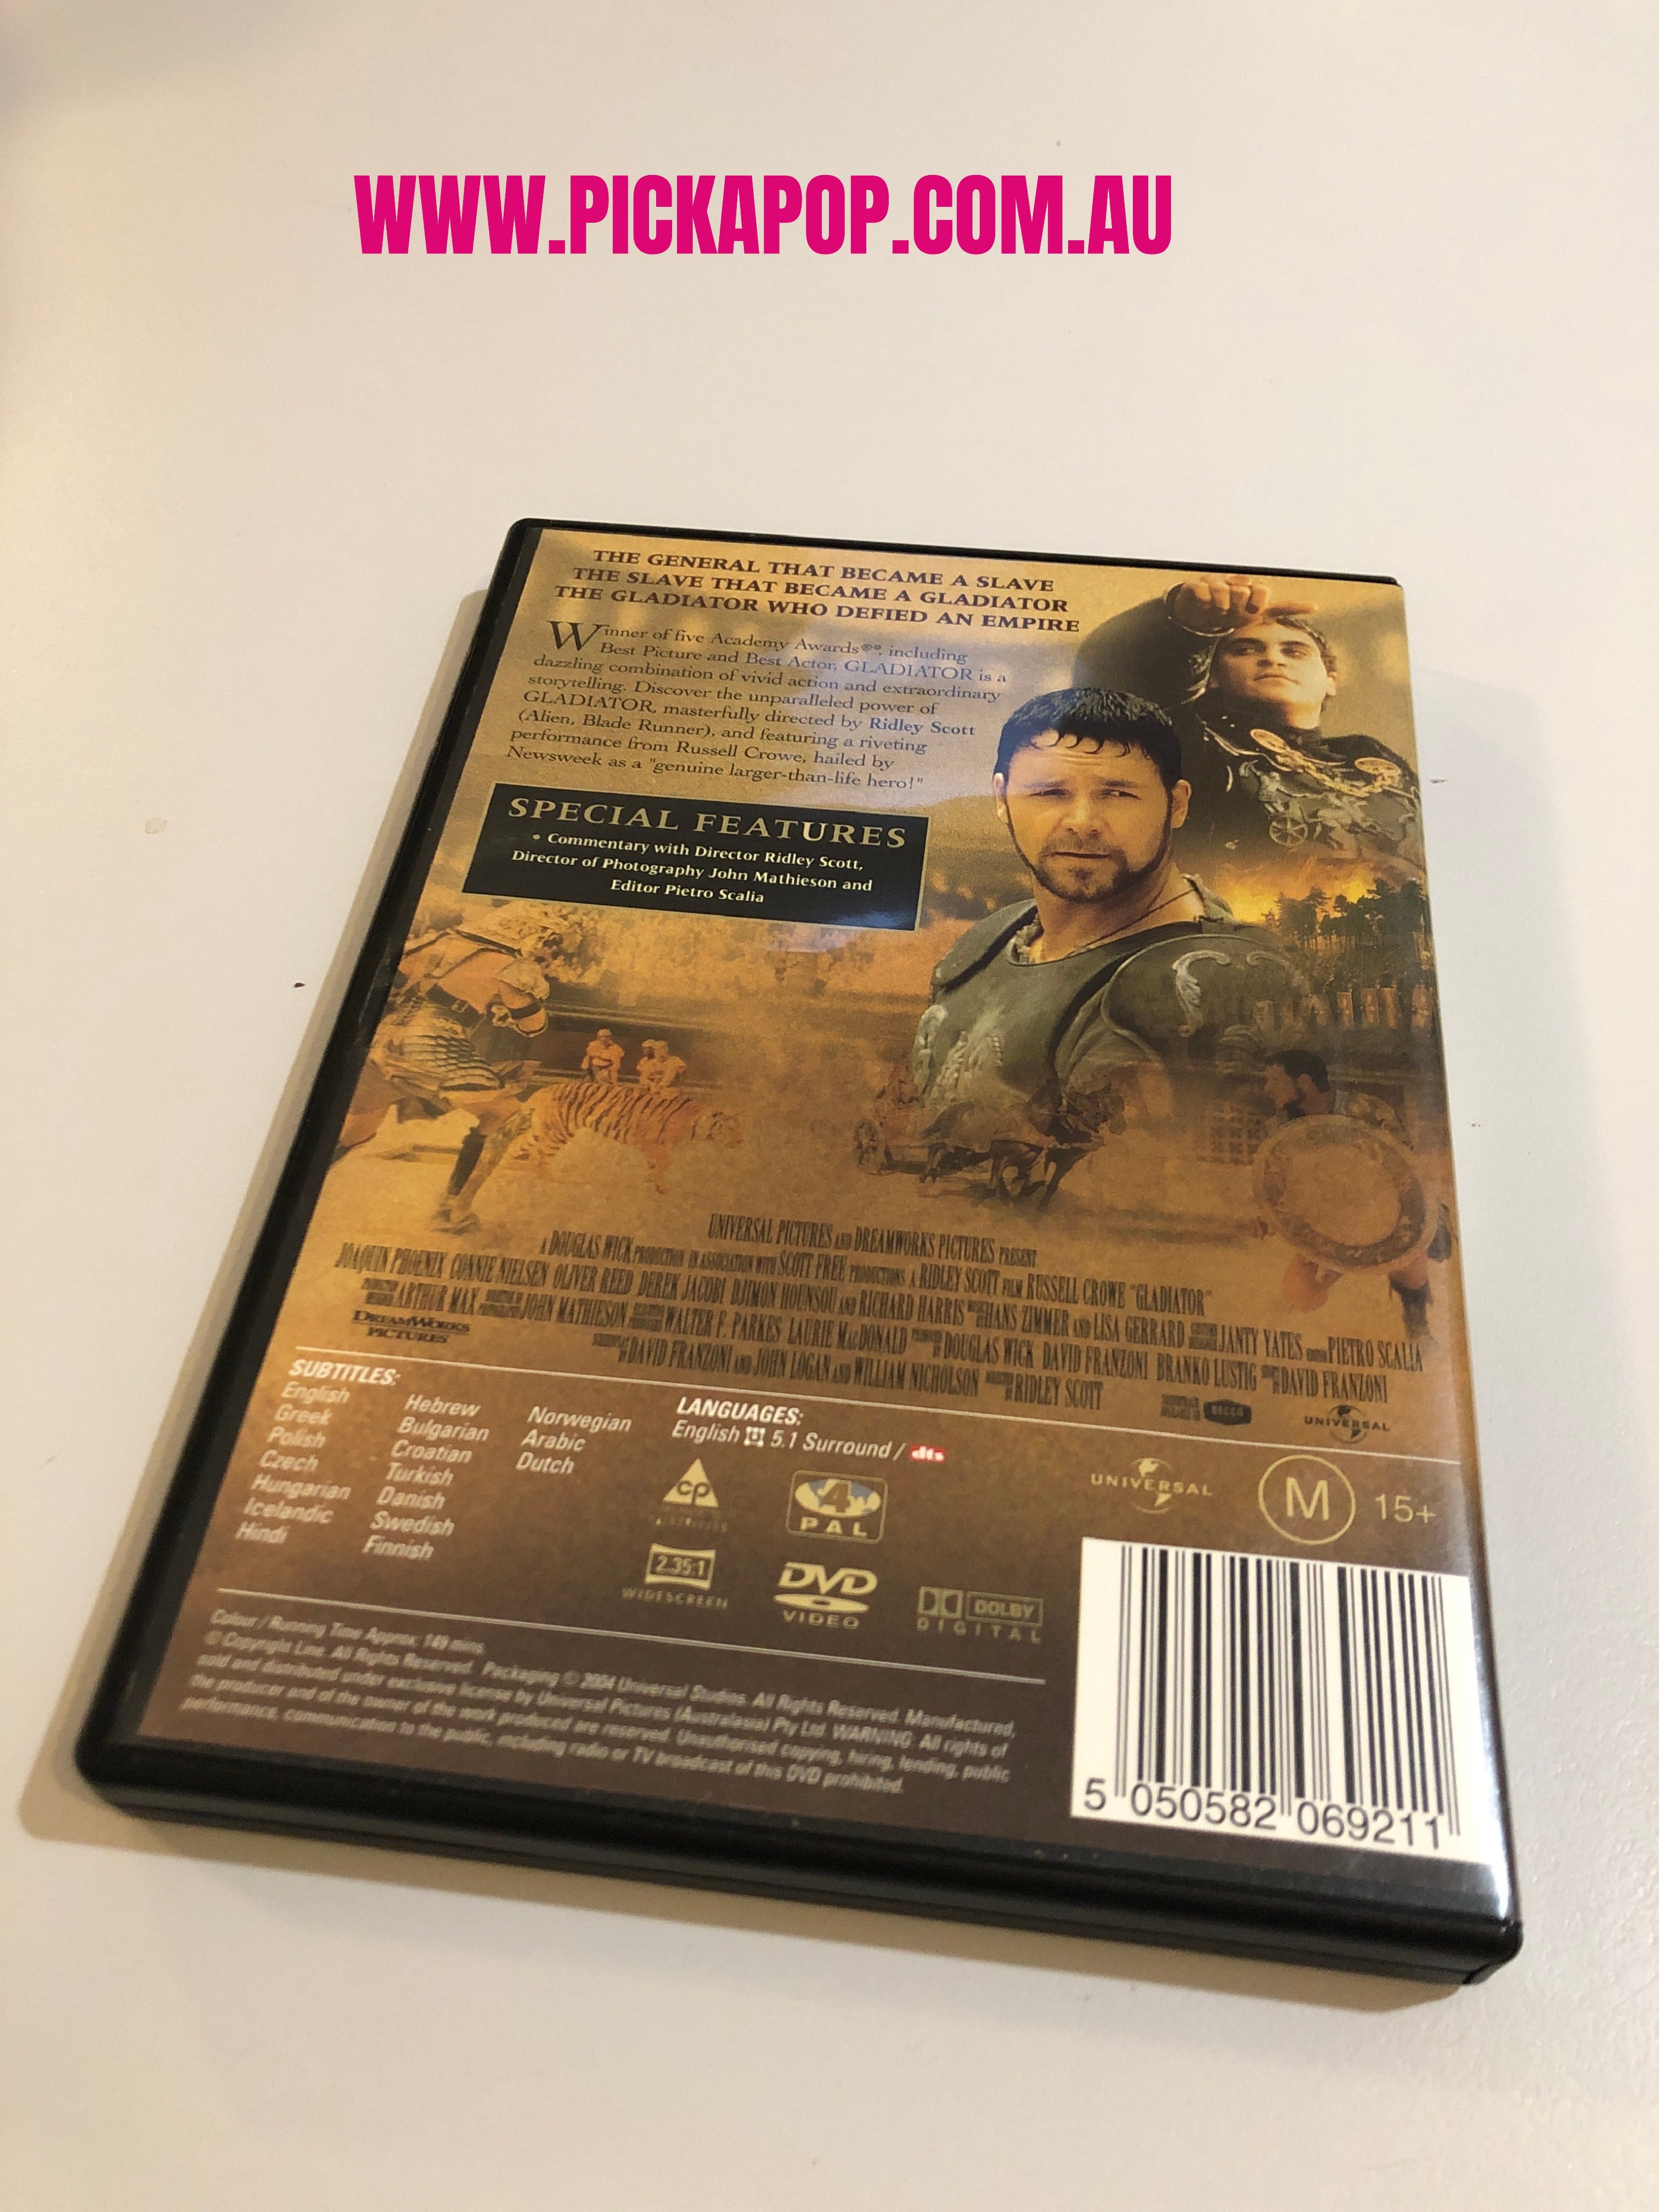 WWW.PICKAPOP.COM.AU
THE GENERAL THAT BECAME A SLAVE
THE SLAVE THAT BECAME A GLADIATOR
THE GLADIATOR WHO DEFIED AN EMPIRE
Winner of five Academy Awards®*, including
Best Picture and Best Actor, GLADIATOR is a
dazzling combination of vivid action and extraordinary
storytelling. Discover the unparalleled power of
GLADIATOR, masterfully directed by Ridley Scott
(Alien, Blade Runner), and featuring a riveting
performance from Russell Crowe, hailed by
Newsweek as a "genuine larger-than-life hero!"
SPECIAL FEATURES
• Commentary with Director Ridley Scott,
Director of Photography John Mathieson and
Editor Pietro Scalia
UNIVERSAL PICTURES AND DREAMWORKS PICTURES PRESENT
A DOUGLAS WICK PRODUCTION IN ASSOCIATION WITH SCOTT FREE PRODUCTIONS A RIDLEY SCOTT FILM RUSSELL CROWE "GLADIATOR"
JOAQUIN PHOENIX CONNIE NIELSEN OLIVER REED DEREK JACOBI DJIMON HOUNSOU AND RICHARD HARRIS HANS ZIMMER AND LISA GERRARD JANTY YATES PIETRO SCALIA
ARTHUR MAX JOHN MATHIESON WALTER F. PARKES LAURIE MACDONALD DOUGLAS WICK DAVID FRANZONI BRANKO LUSTIG DAVID FRANZONI
DAVID FRANZONI AND JOHN LOGAN AND WILLIAM NICHOLSON RIDLEY SCOTT
DREAMWORKS
PICTURES
DECCA
UNIVERSAL
SUBTITLES:
English
Greek
Polish
Czech
Hungarian
Icelandic
Hindi
Hebrew
Bulgarian
Croatian
Turkish
Danish
Swedish
Finnish
Norwegian
Arabic
Dutch
LANGUAGES:
English 5.1 Surround / dts
cp
4
PAL
UNIVERSAL
M 15+
2.35:1
WIDESCREEN
DVD
VIDEO
DOLBY
DIGITAL
Colour / Running Time Approx: 149 mins.
© Copyright Line. All Rights Reserved. Packaging © 2004 Universal Studios. All Rights Reserved. Manufactured,
sold and distributed under exclusive license by Universal Pictures (Australasia) Pty Ltd. WARNING: All rights of
the producer and of the owner of the work produced are reserved. Unauthorised copying, hiring, lending, public
performance, communication to the public, including radio or TV broadcast of this DVD prohibited.
5 050582 069211